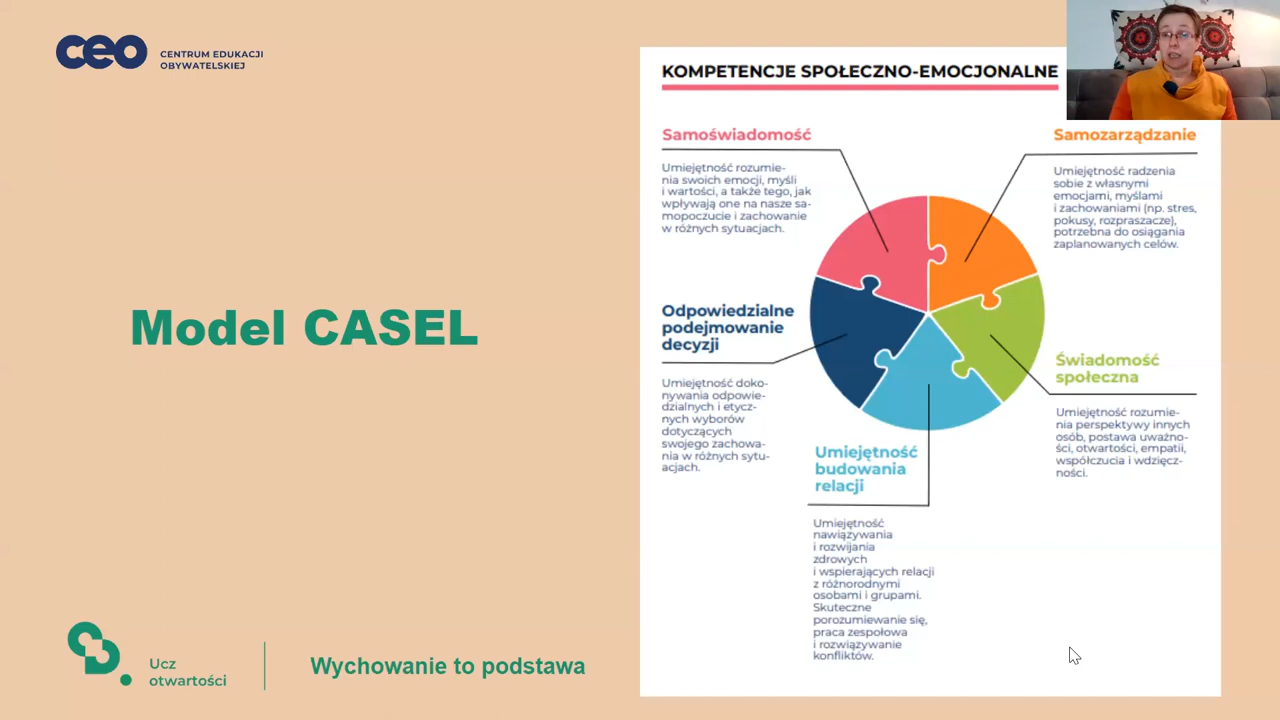 ceo
CENTRUM EDUKACJI
OBYWATELSKIEJ
Model CASEL
Ucz
otwartości
Wychowanie to podstawa
KOMPETENCJE SPOŁECZNO-EMOCJONALNE
Samoświadomość
Umiejętność rozumie-
nia swoich emocji, myśli
i wartości, a także tego, jak
wpływają one na nasze sa-
mopoczucie i zachowanie
w różnych sytuacjach.
Samozarządzanie
Umiejętność radzenia
sobie z własnymi
emocjami, myślami
i zachowaniami (np. stres,
pokusy, rozpraszacze),
potrzebna do osiągania
zaplanowanych celów.
Odpowiedzialne
podejmowanie
decyzji
Umiejętność doko-
nywania odpowie-
dzialnych i etycz-
nych wyborów
dotyczących
swojego zachowa-
nia w różnych sytu-
acjach.
Świadomość
społeczna
Umiejętność rozumie-
nia perspektywy innych
osób, postawa uważno-
ści, otwartości, empatii,
współczucia i wdzięcz-
ności.
Umiejętność
budowania
relacji
Umiejętność
nawiązywania
i rozwijania
zdrowych
i wspierających relacji
z różnorodnymi
osobami i grupami.
Skuteczne
porozumiewanie się,
praca zespołowa
i rozwiązywanie
konfliktów.